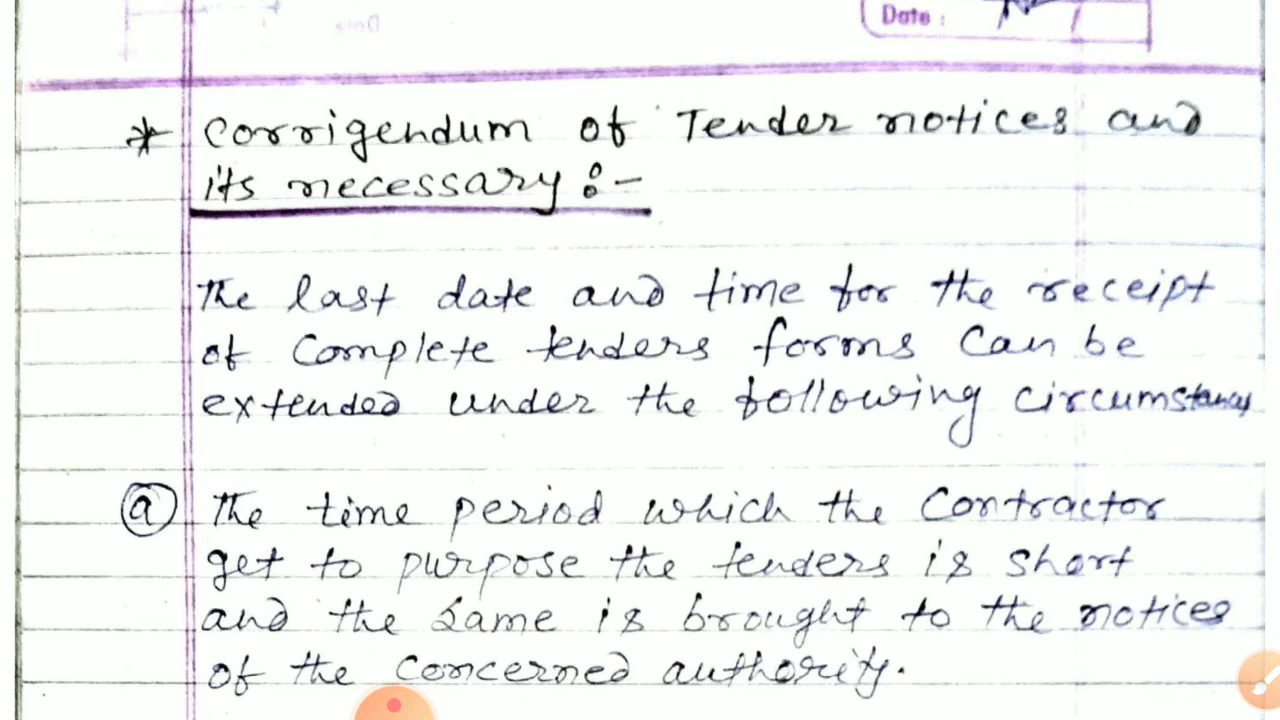 Date :
* Corrigendum of Tender notices and
its necessary :-
The last date and time for the receipt
of Complete tenders forms Can be
extended under the following circumstances
(a) The time period which the Contractor
get to purpose the tenders is short
and the same is brought to the notices
of the concerned authority.